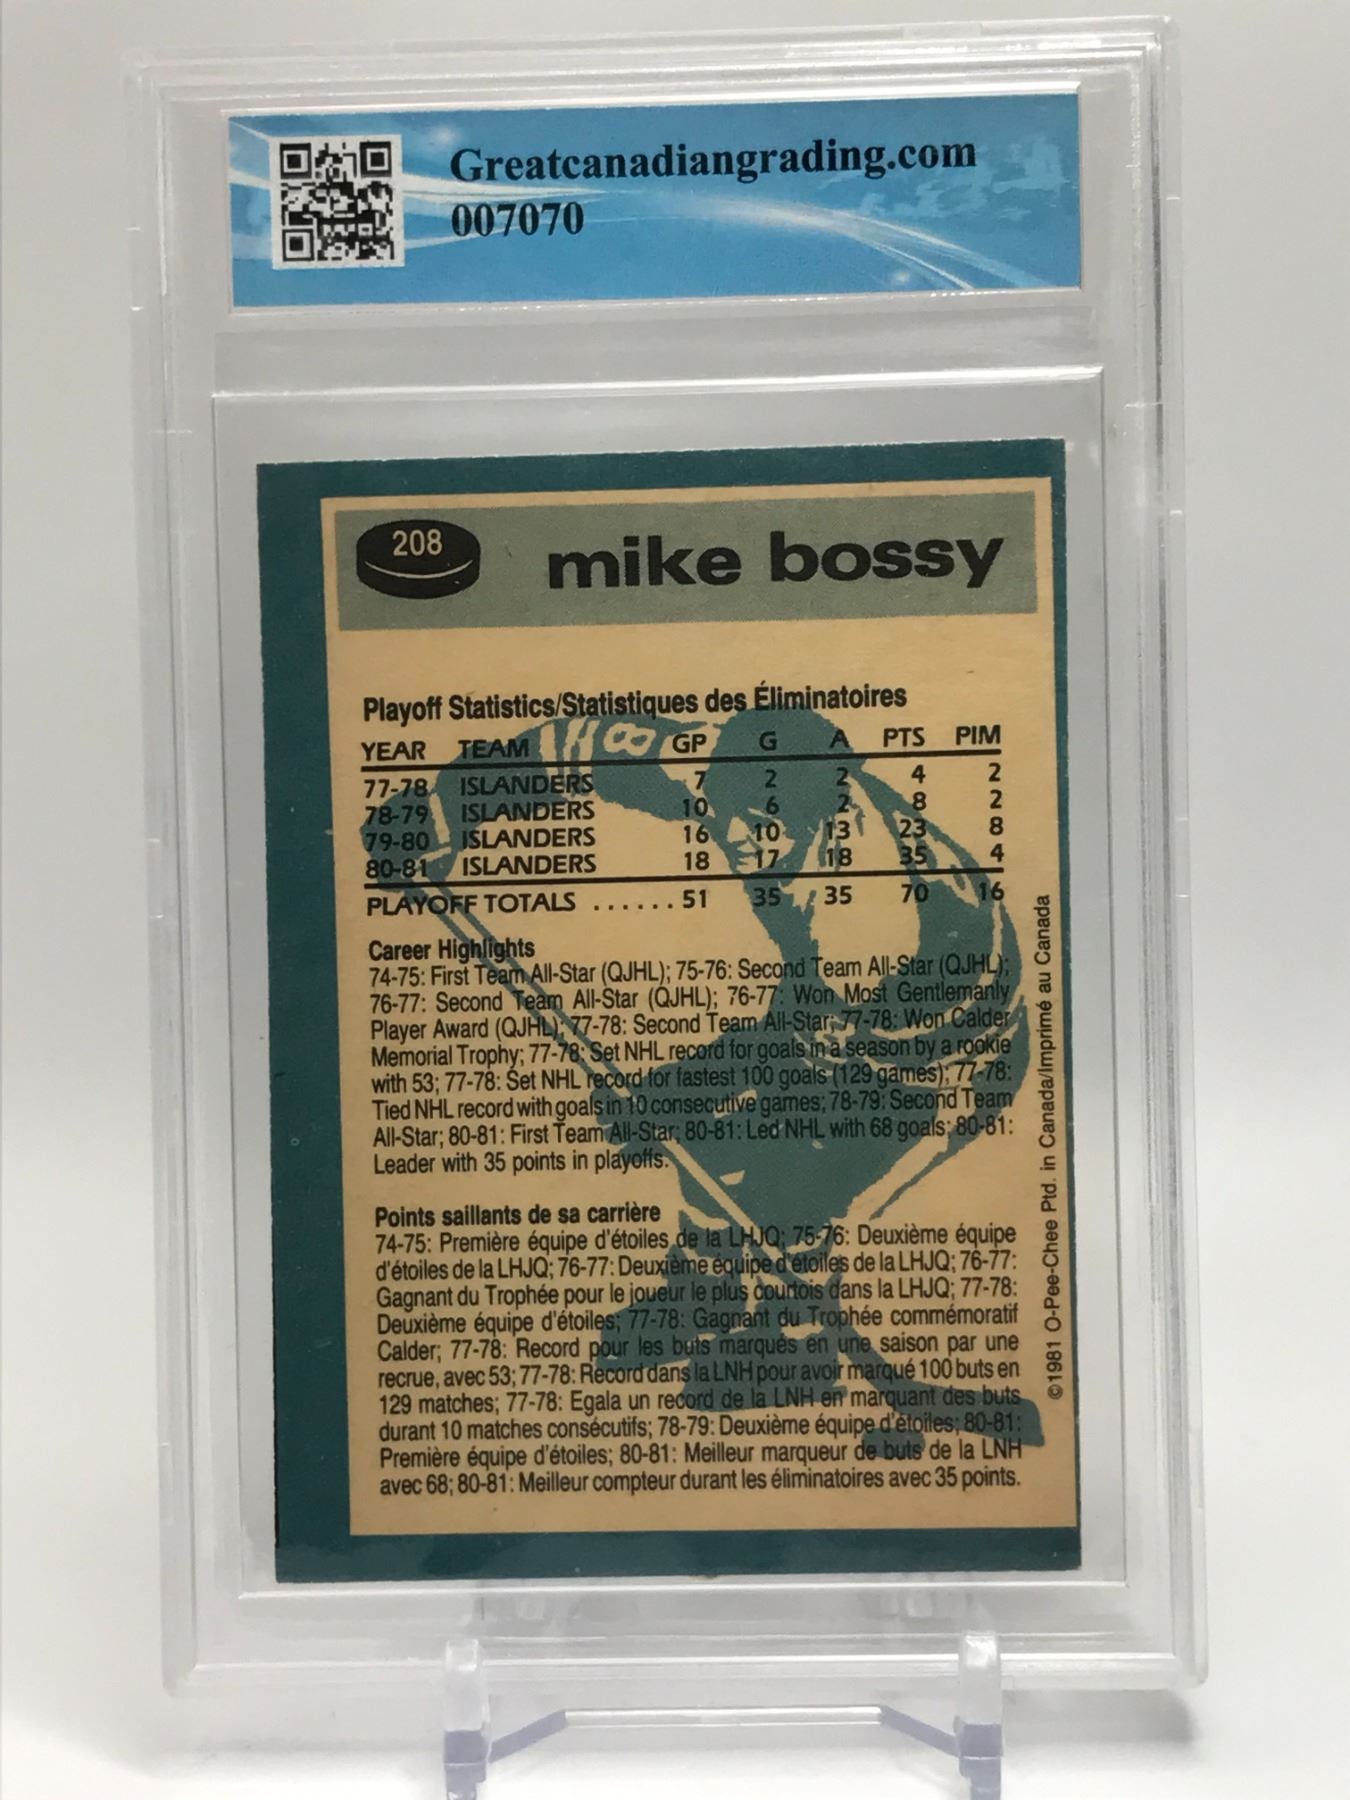 Greatcanadiangrading.com
007070
208
mike bossy
Playoff Statistics/Statistiques des Éliminatoires
YEAR TEAM GP G A PTS PIM
77-78 ISLANDERS 7 2 2 4 2
78-79 ISLANDERS 10 6 2 8 2
79-80 ISLANDERS 16 10 13 23 8
80-81 ISLANDERS 18 17 18 35 4
PLAYOFF TOTALS ...... 51 35 35 70 16
Career Highlights
74-75: First Team All-Star (QJHL); 75-76: Second Team All-Star (QJHL);
76-77: Second Team All-Star (QJHL); 76-77: Won Most Gentlemanly
Player Award (QJHL); 77-78: Second Team All-Star; 77-78: Won Calder
Memorial Trophy; 77-78: Set NHL record for goals in a season by a rookie
with 53; 77-78: Set NHL record for fastest 100 goals (129 games); 77-78:
Tied NHL record with goals in 10 consecutive games; 78-79: Second Team
All-Star; 80-81: First Team All-Star; 80-81: Led NHL with 68 goals; 80-81:
Leader with 35 points in playoffs.
Points saillants de sa carrière
74-75: Première équipe d'étoiles de la LHJQ; 75-76: Deuxième équipe
d'étoiles de la LHJQ; 76-77: Deuxième équipe d'étoiles de la LHJQ; 76-77:
Gagnant du Trophée pour le joueur le plus courtois dans la LHJQ; 77-78:
Deuxième équipe d'étoiles; 77-78: Gagnant du Trophée commémoratif
Calder; 77-78: Record pour les buts marqués en une saison par une
recrue, avec 53; 77-78: Record dans la LNH pour avoir marqué 100 buts en
129 matches; 77-78: Egala un record de la LNH en marquant des buts
durant 10 matches consécutifs; 78-79: Deuxième équipe d'étoiles; 80-81:
Première équipe d'étoiles; 80-81: Meilleur marqueur de buts de la LNH
avec 68; 80-81: Meilleur compteur durant les éliminatoires avec 35 points.
©1981 O-Pee-Chee Ptd. in Canada/Imprimé au Canada